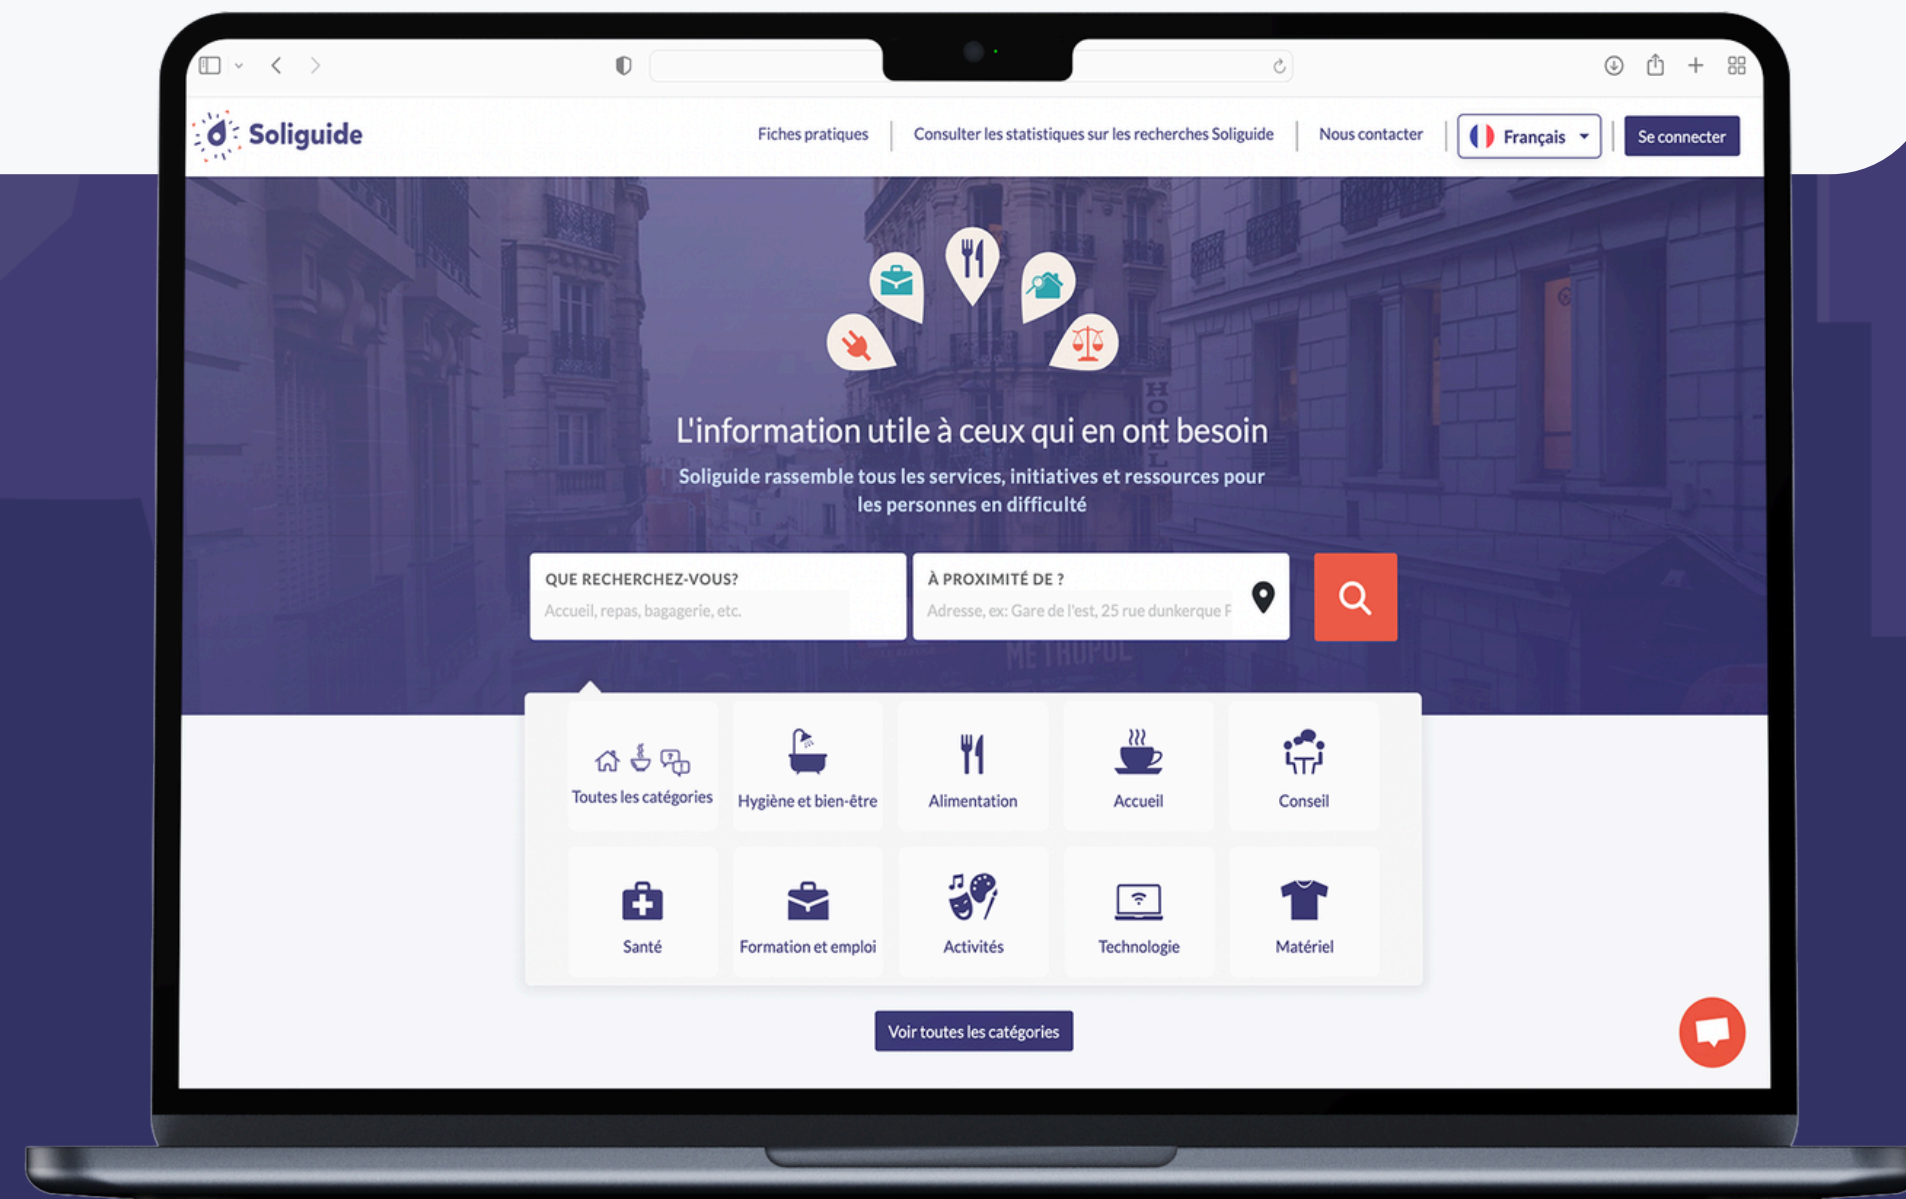 Soliguide
Fiches pratiques
Consulter les statistiques sur les recherches Soliguide
Nous contacter
Français
Se connecter
HOTEL
L'information utile à ceux qui en ont besoin
Soliguide rassemble tous les services, initiatives et ressources pour
les personnes en difficulté
QUE RECHERCHEZ-VOUS?
Accueil, repas, bagagerie, etc.
À PROXIMITÉ DE ?
Adresse, ex: Gare de l'est, 25 rue dunkerque P
METROPOL
Toutes les catégories
Hygiène et bien-être
Alimentation
Accueil
Conseil
Santé
Formation et emploi
Activités
Technologie
Matériel
Voir toutes les catégories